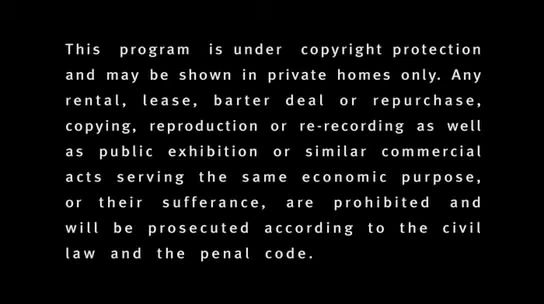 This program is under copyright protection
and may be shown in private homes only. Any
rental, lease, barter deal or repurchase,
copying, reproduction or re-recording as well
as public exhibition or similar commercial
acts serving the same economic purpose,
or their sufferance, are prohibited and
will be prosecuted according to the civil
law and the penal code.